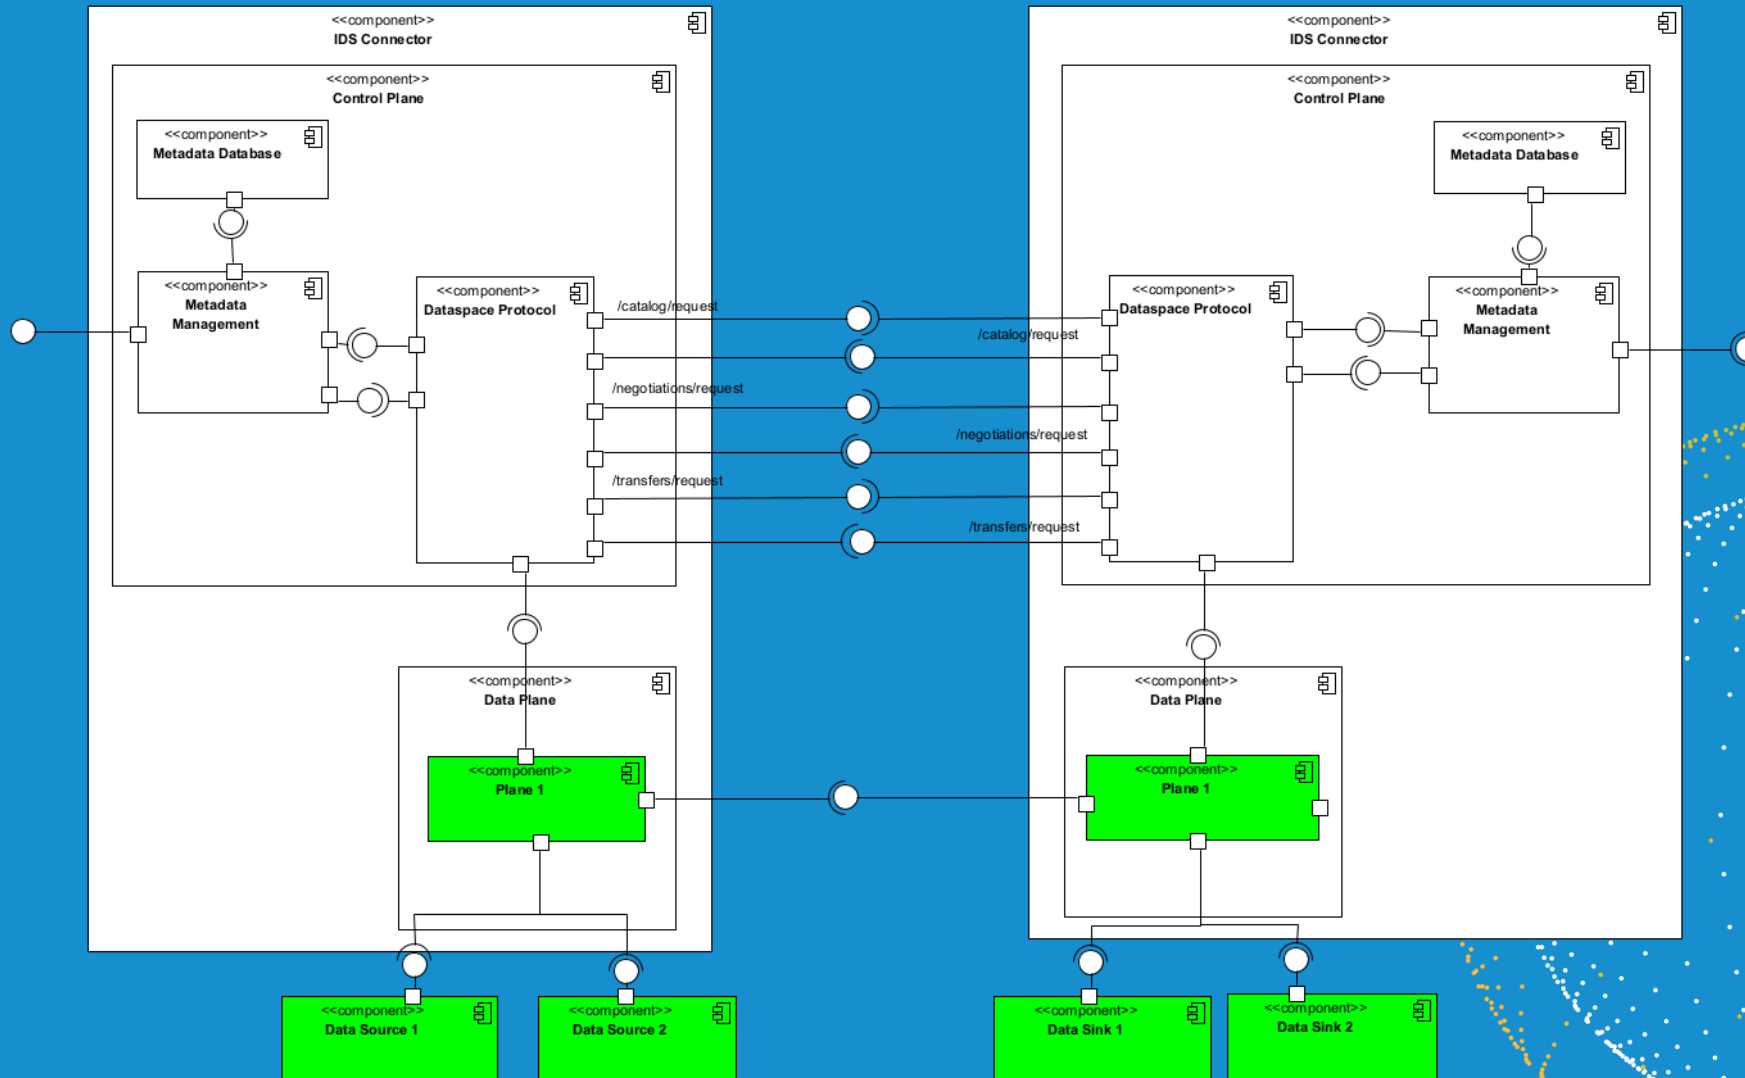 <<component>>
IDS Connector
<<component>>
Control Plane
<<component>>
Metadata Database
<<component>>
Metadata
Management
<<component>>
Dataspace Protocol
/catalog/request
/negotiations/request
/transfers/request
<<component>>
Data Plane
<<component>>
Plane 1
<<component>>
Data Source 1
<<component>>
Data Source 2
<<component>>
IDS Connector
<<component>>
Control Plane
<<component>>
Metadata Database
<<component>>
Dataspace Protocol
<<component>>
Metadata
Management
/catalog/request
/negotiations/request
/transfers/request
<<component>>
Data Plane
<<component>>
Plane 1
<<component>>
Data Sink 1
<<component>>
Data Sink 2